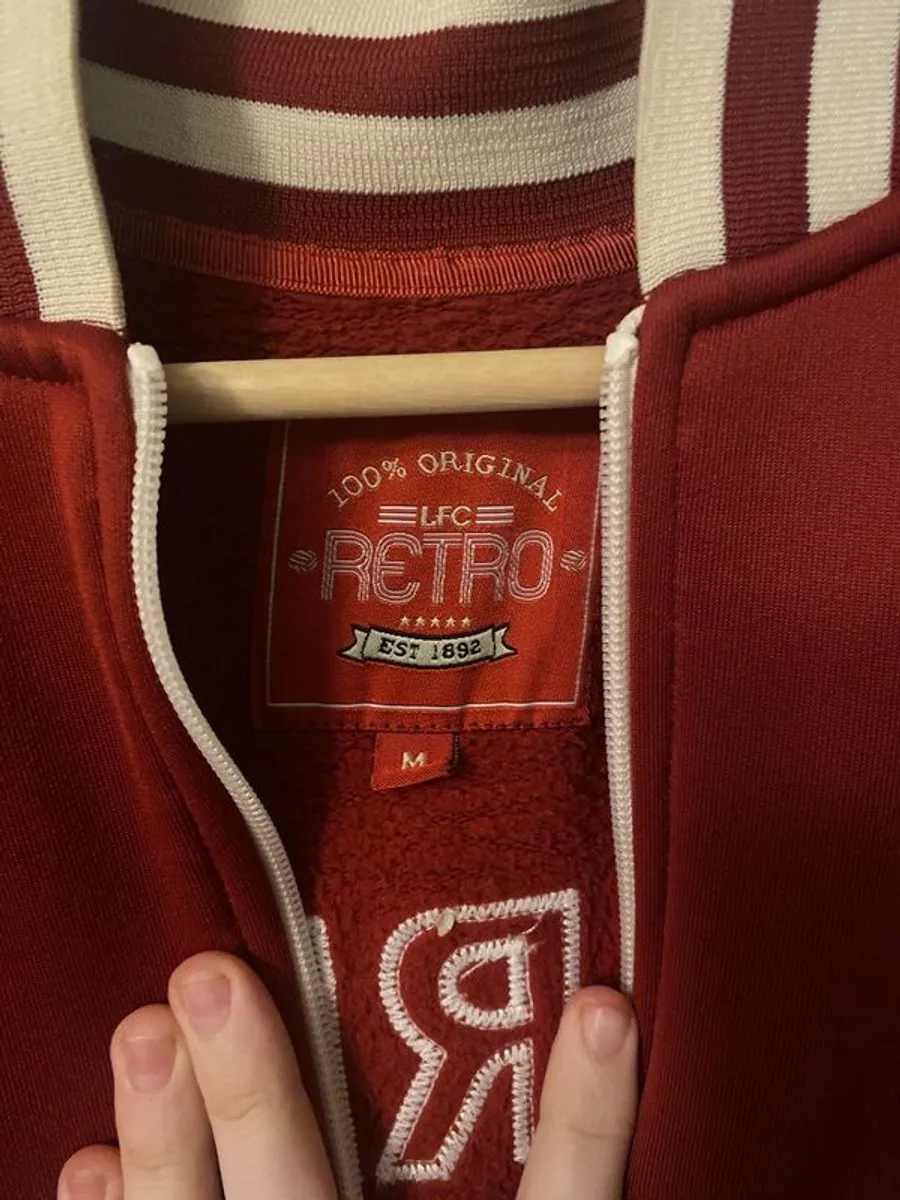 100% ORIGINAL
LFC
RETRO
EST 1892
M
R